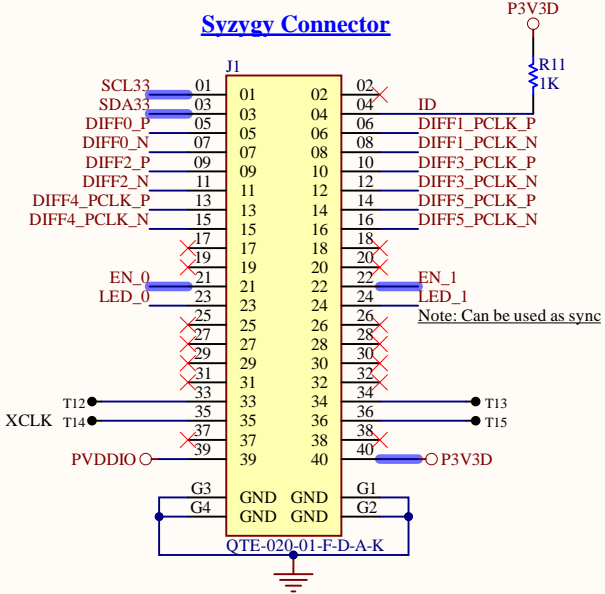 Syzygy Connector
P3V3D
R11
1K
J1
SCL33 01 01 02 02
SDA33 03 03 04 04 ID
DIFF0_P 05 05 06 06 DIFF1_PCLK_P
DIFF0_N 07 07 08 08 DIFF1_PCLK_N
DIFF2_P 09 09 10 10 DIFF3_PCLK_P
DIFF2_N 11 11 12 12 DIFF3_PCLK_N
DIFF4_PCLK_P 13 13 14 14 DIFF5_PCLK_P
DIFF4_PCLK_N 15 15 16 16 DIFF5_PCLK_N
17 17 18 18
19 19 20 20
EN_0 21 21 22 22 EN_1
LED_0 23 23 24 24 LED_1
Note: Can be used as sync
25 25 26 26
27 27 28 28
29 29 30 30
31 31 32 32
T12 33 33 34 34 T13
XCLK T14 35 35 36 36 T15
37 37 38 38
PVDDIO 39 39 40 40 P3V3D
G3 GND GND G1
G4 GND GND G2
QTE-020-01-F-D-A-K